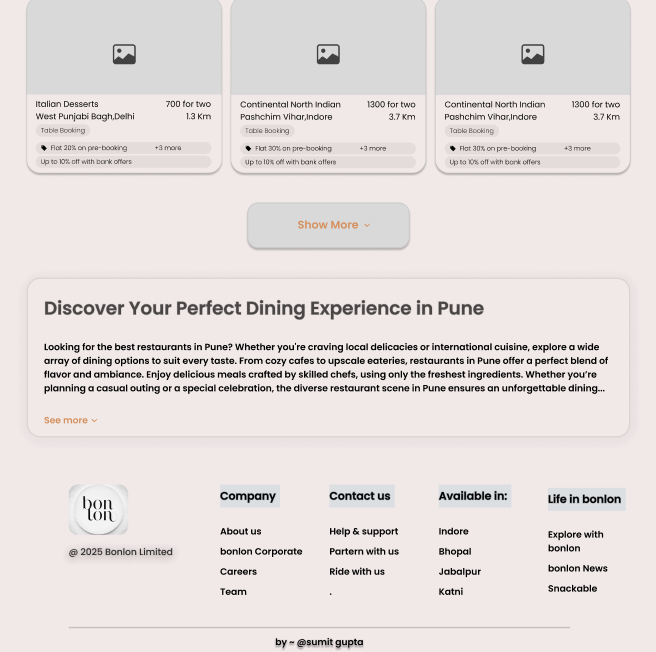 Italian Desserts 700 for two
West Punjabi Bagh,Delhi 1.3 Km
Table Booking
Flat 20% on pre-booking +3 more
Up to 10% off with bank offers
Continental North Indian 1300 for two
Pashchim Vihar,Indore 3.7 Km
Table Booking
Flat 30% on pre-booking +3 more
Up to 10% off with bank offers
Continental North Indian 1300 for two
Pashchim Vihar,Indore 3.7 Km
Table Booking
Flat 30% on pre-booking +3 more
Up to 10% off with bank offers
Show More
Discover Your Perfect Dining Experience in Pune
Looking for the best restaurants in Pune? Whether you're craving local delicacies or international cuisine, explore a wide
array of dining options to suit every taste. From cozy cafes to upscale eateries, restaurants in Pune offer a perfect blend of
flavor and ambiance. Enjoy delicious meals crafted by skilled chefs, using only the freshest ingredients. Whether you're
planning a casual outing or a special celebration, the diverse restaurant scene in Pune ensures an unforgettable dining...
See more
bon
ton
@ 2025 Bonlon Limited
Company
About us
bonlon Corporate
Careers
Team
Contact us
Help & support
Partern with us
Ride with us
.
Available in:
Indore
Bhopal
Jabalpur
Katni
Life in bonlon
Explore with
bonlon
bonlon News
Snackable
by ~ @sumit gupta